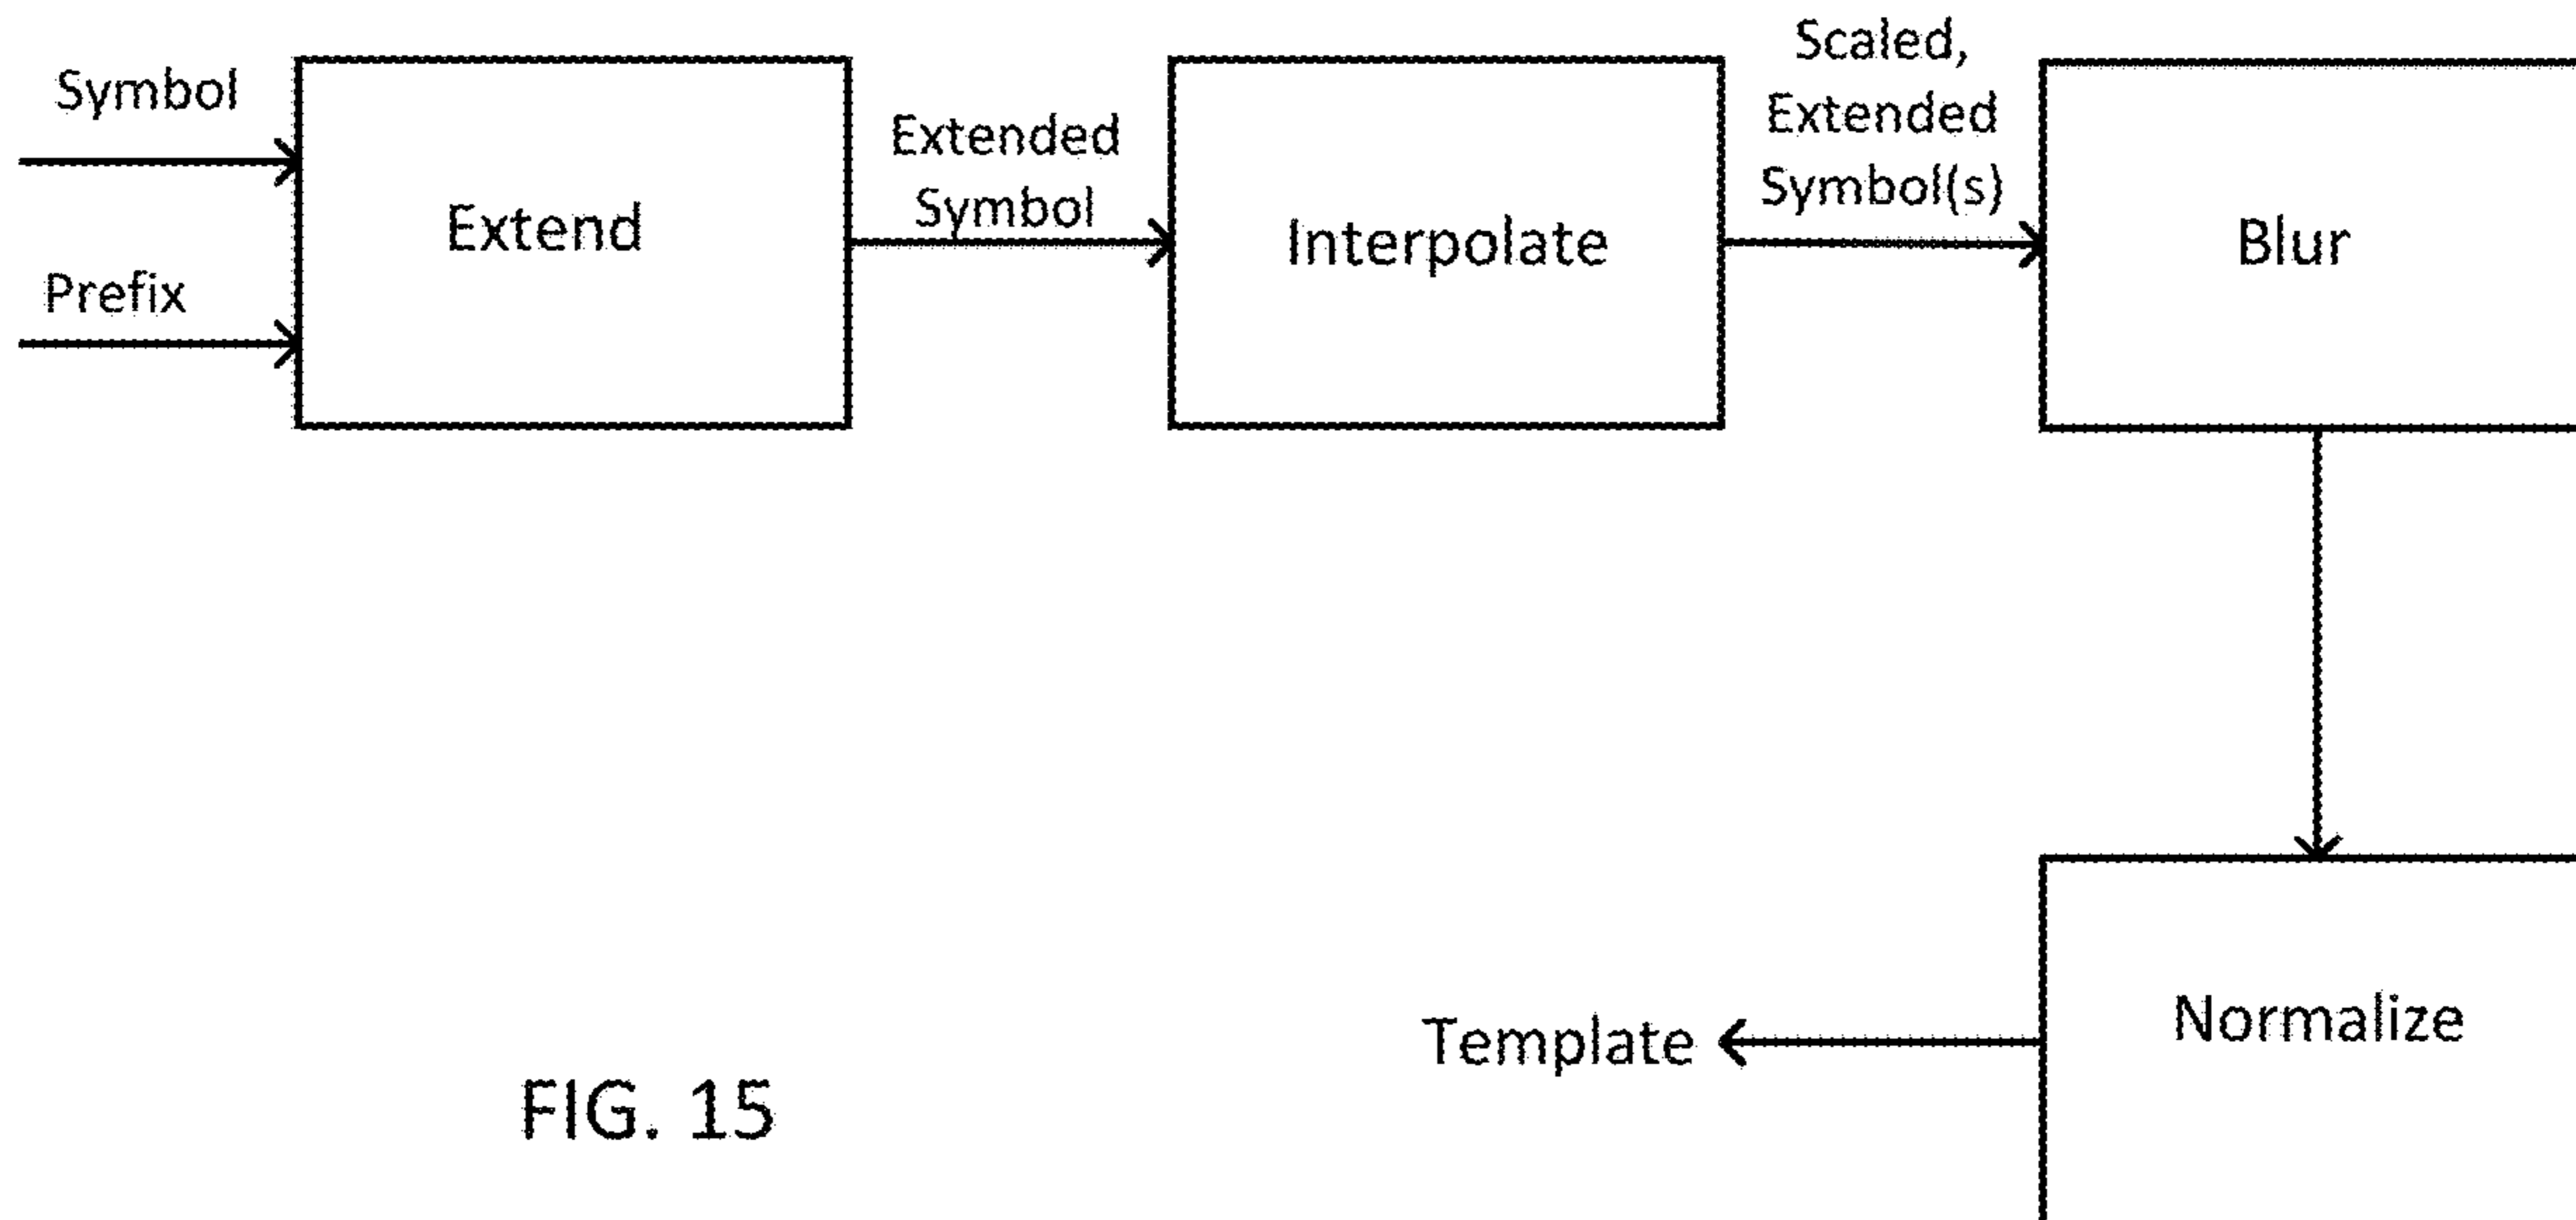 Symbol
Prefix
Extend
Extended
Symbol
Interpolate
Scaled,
Extended
Symbol(s)
Blur
Normalize
Template
FIG. 15